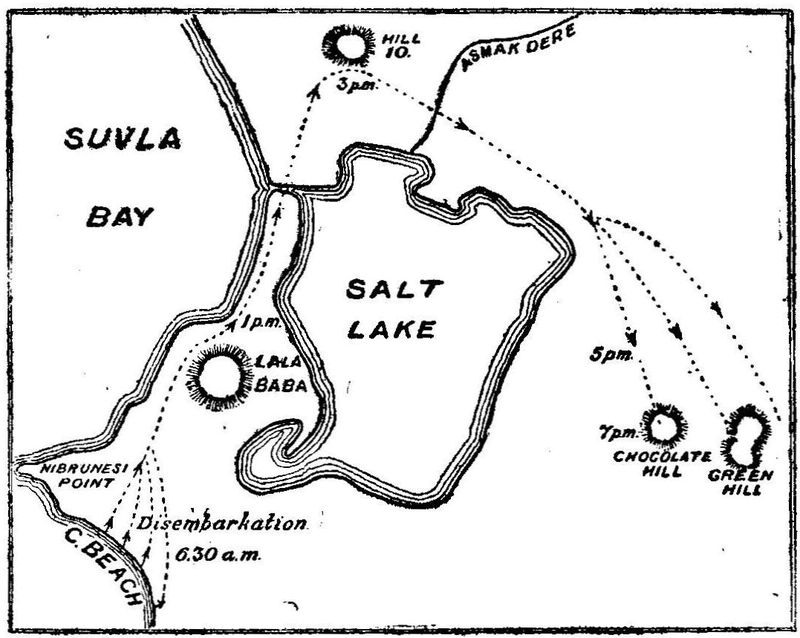 HILL
10.
ASMAK DERE
3 p.m.
SUVLA
BAY
SALT
LAKE
1 p.m.
LALA
BABA
5 pm.
7 pm.
CHOCOLATE
HILL
GREEN
HILL
NIBRUNESI
POINT
Disembarkation
6.30 a.m.
C. BEACH